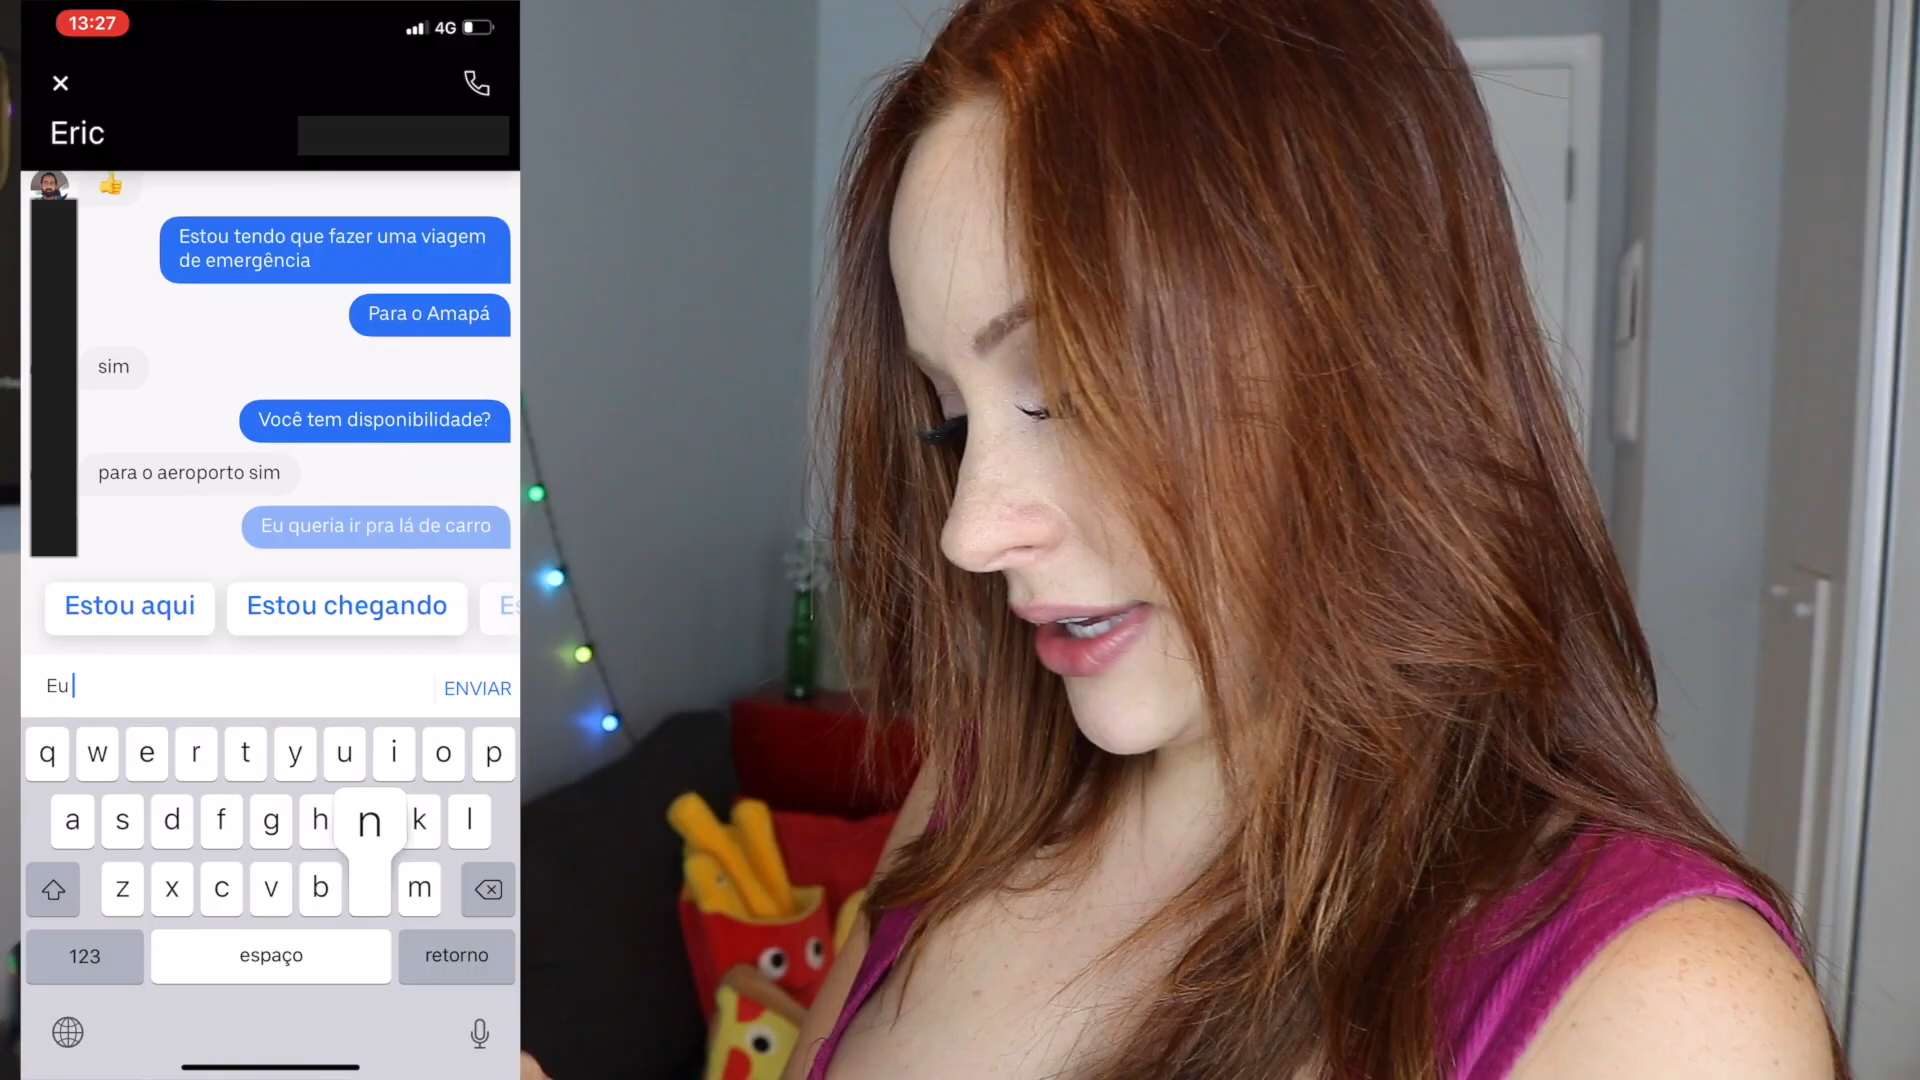 13:27
4G
Eric
Estou tendo que fazer uma viagem
de emergência
Para o Amapá
sim
Você tem disponibilidade?
para o aeroporto sim
Eu queria ir pra lá de carro
Estou aqui
Estou chegando
Eu
ENVIAR
q w e r t y u i o p
a s d f g h n k l
z x c v b m
123
espaço
retorno